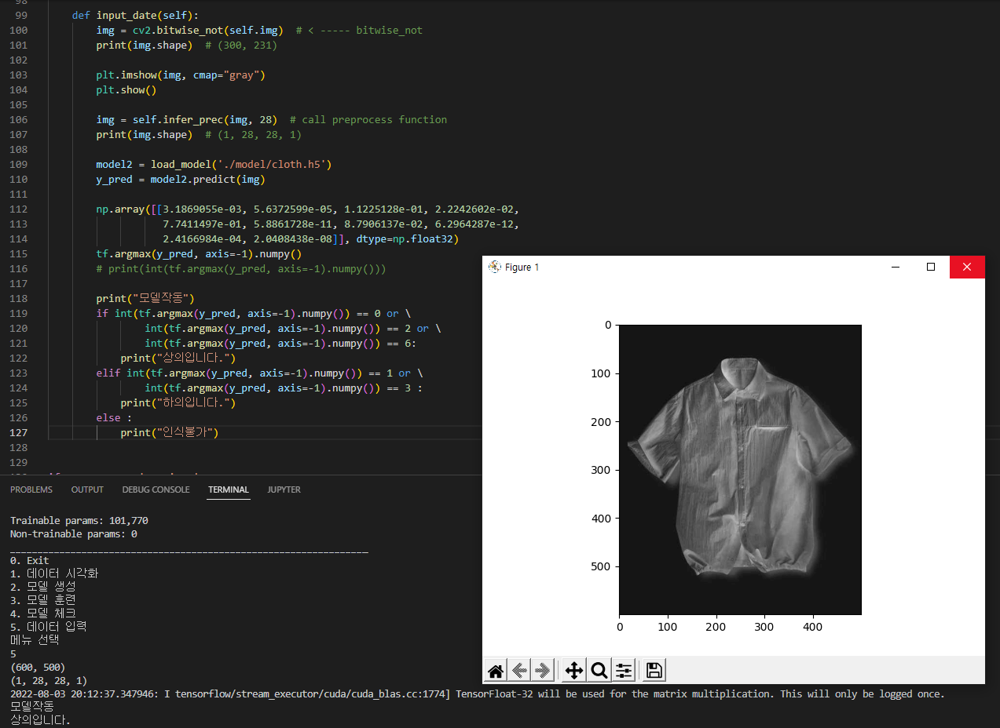 98
99 def input_date(self):
100 img = cv2.bitwise_not(self.img)  # < ----- bitwise_not
101 print(img.shape)  # (300, 231)
102
103 plt.imshow(img, cmap="gray")
104 plt.show()
105
106 img = self.infer_prec(img, 28)  # call preprocess function
107 print(img.shape)  # (1, 28, 28, 1)
108
109 model2 = load_model('./model/cloth.h5')
110 y_pred = model2.predict(img)
111
112 np.array([[3.1869055e-03, 5.6372599e-05, 1.1225128e-01, 2.2242602e-02,
113 7.7411497e-01, 5.8861728e-11, 8.7906137e-02, 6.2964287e-12,
114 2.4166984e-04, 2.0408438e-08]], dtype=np.float32)
115 tf.argmax(y_pred, axis=-1).numpy()
116 # print(int(tf.argmax(y_pred, axis=-1).numpy()))
117
118 print("모델작동")
119 if int(tf.argmax(y_pred, axis=-1).numpy()) == 0 or \
120 int(tf.argmax(y_pred, axis=-1).numpy()) == 2 or \
121 int(tf.argmax(y_pred, axis=-1).numpy()) == 6:
122 print("상의입니다.")
123 elif int(tf.argmax(y_pred, axis=-1).numpy()) == 1 or \
124 int(tf.argmax(y_pred, axis=-1).numpy()) == 3 :
125 print("하의입니다.")
126 else :
127 print("인식불가")
128
129
PROBLEMS OUTPUT DEBUG CONSOLE TERMINAL JUPYTER
Trainable params: 101,770
Non-trainable params: 0
0. Exit
1. 데이터 시각화
2. 모델 생성
3. 모델 훈련
4. 모델 체크
5. 데이터 입력
메뉴 선택
5
(600, 500)
(1, 28, 28, 1)
2022-08-03 20:12:37.347946: I tensorflow/stream_executor/cuda/cuda_blas.cc:1774] TensorFloat-32 will be used for the matrix multiplication. This will only be logged once.
모델작동
상의입니다.
Figure 1
0
100
200
300
400
500
0 100 200 300 400